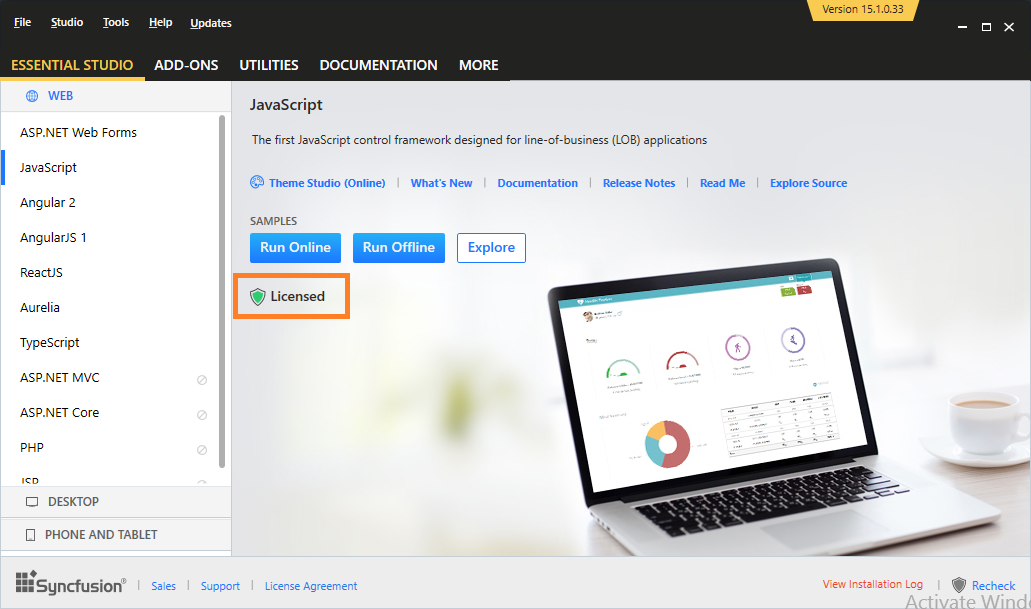 Version 15.1.0.33
File Studio Tools Help Updates
ESSENTIAL STUDIO ADD-ONS UTILITIES DOCUMENTATION MORE
WEB
ASP.NET Web Forms
JavaScript
Angular 2
AngularJS 1
ReactJS
Aurelia
TypeScript
ASP.NET MVC
ASP.NET Core
PHP
JSP
DESKTOP
PHONE AND TABLET
JavaScript
The first JavaScript control framework designed for line-of-business (LOB) applications
Theme Studio (Online) | What's New | Documentation | Release Notes | Read Me | Explore Source
SAMPLES
Run Online Run Offline Explore
Licensed
Syncfusion® | Sales | Support | License Agreement
View Installation Log | Recheck
Activate Windo